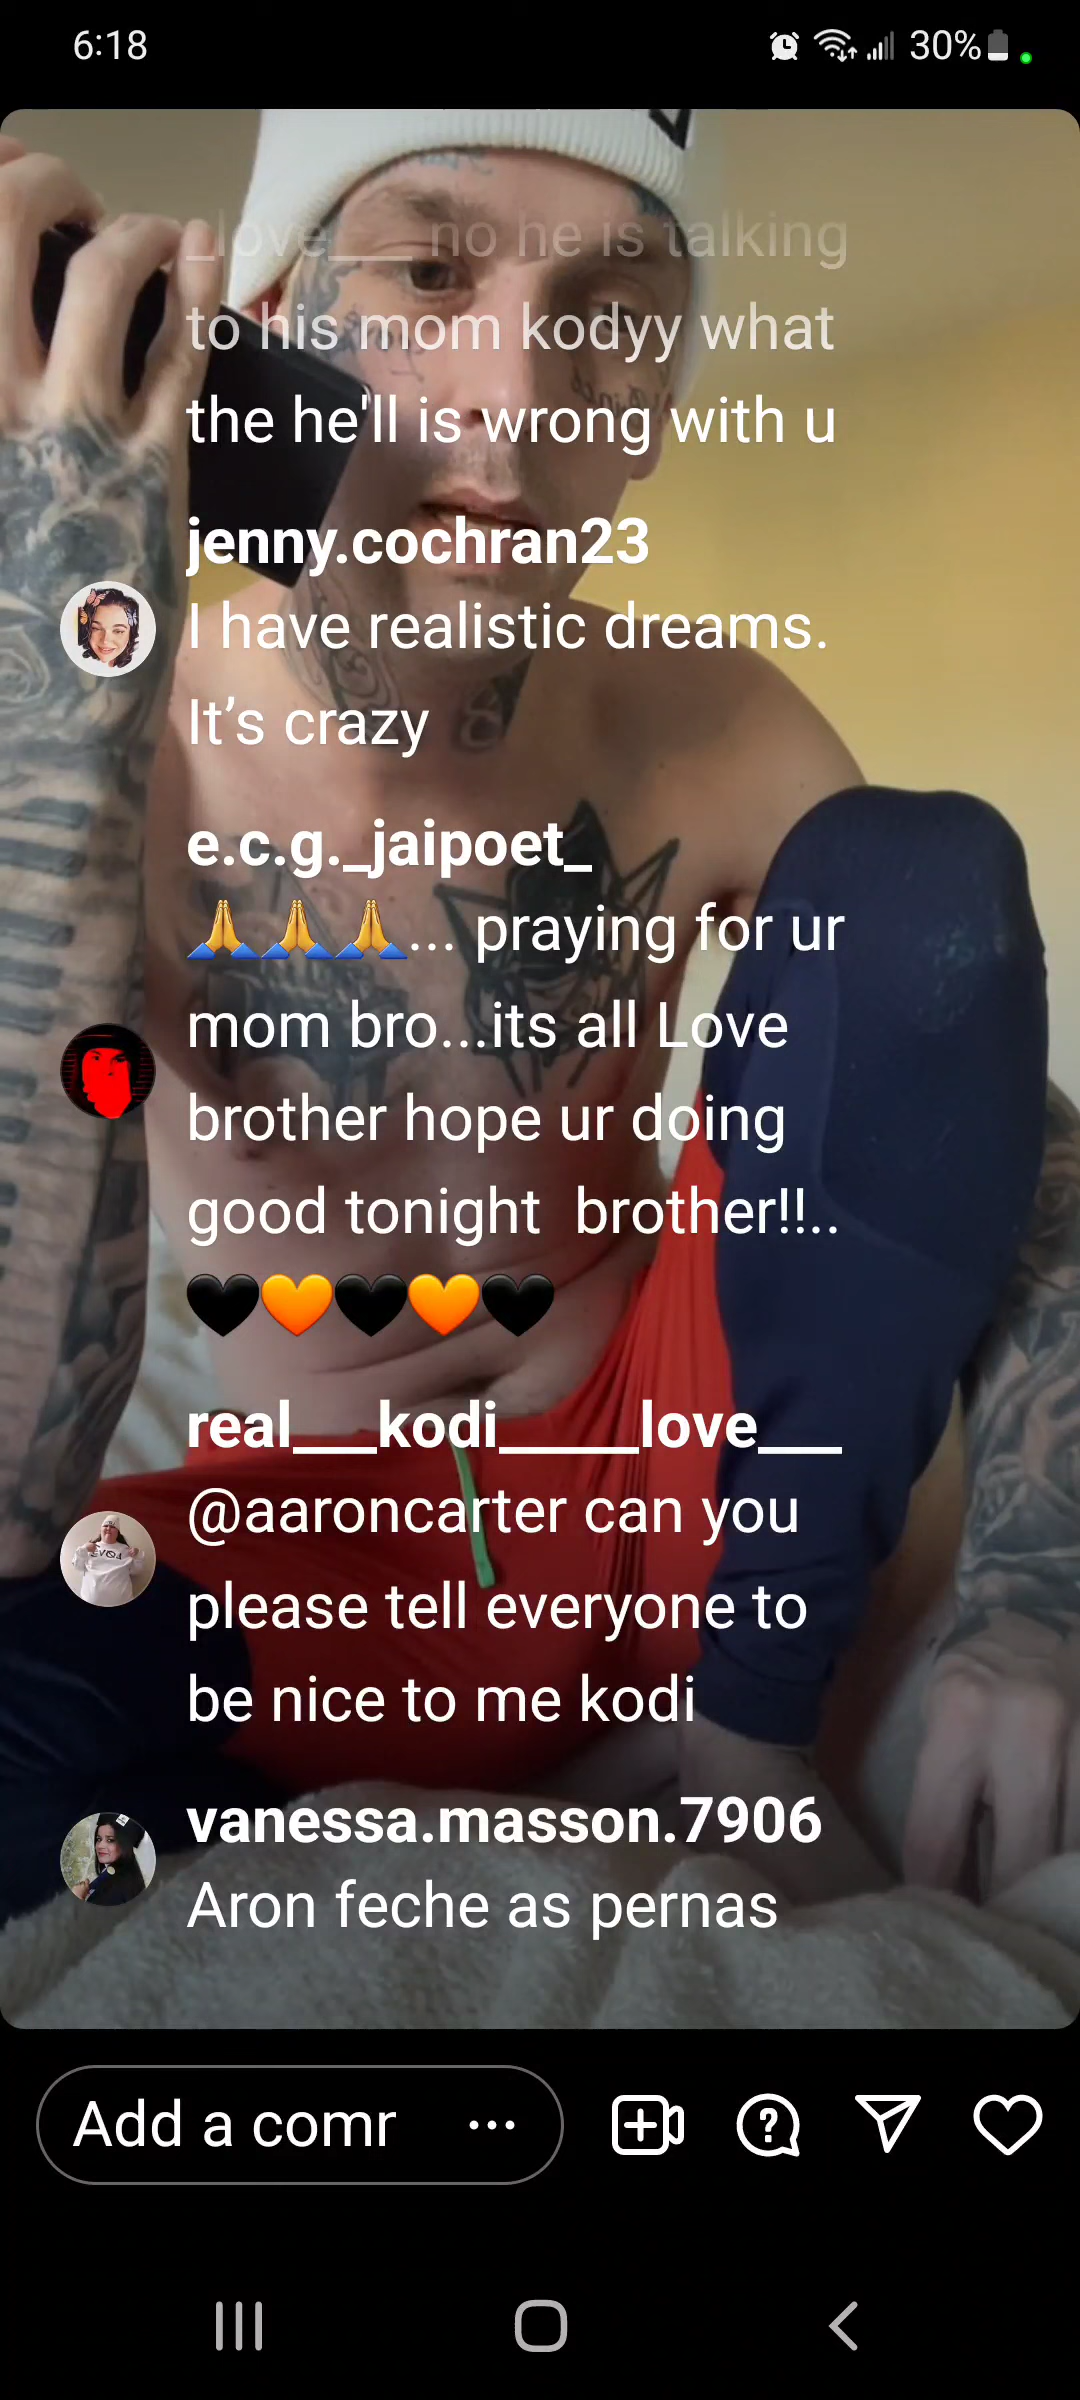 6:18
30%
_love___ no he is talking
to his mom kodyy what
the he'll is wrong with u
jenny.cochran23
I have realistic dreams.
It’s crazy
e.c.g._jaipoet_
🙏🙏🙏... praying for ur
mom bro...its all Love
brother hope ur doing
good tonight  brother!!..
🖤🧡🖤🧡🖤
real___kodi_____love___
@aaroncarter can you
please tell everyone to
be nice to me kodi
vanessa.masson.7906
Aron feche as pernas
Add a comr